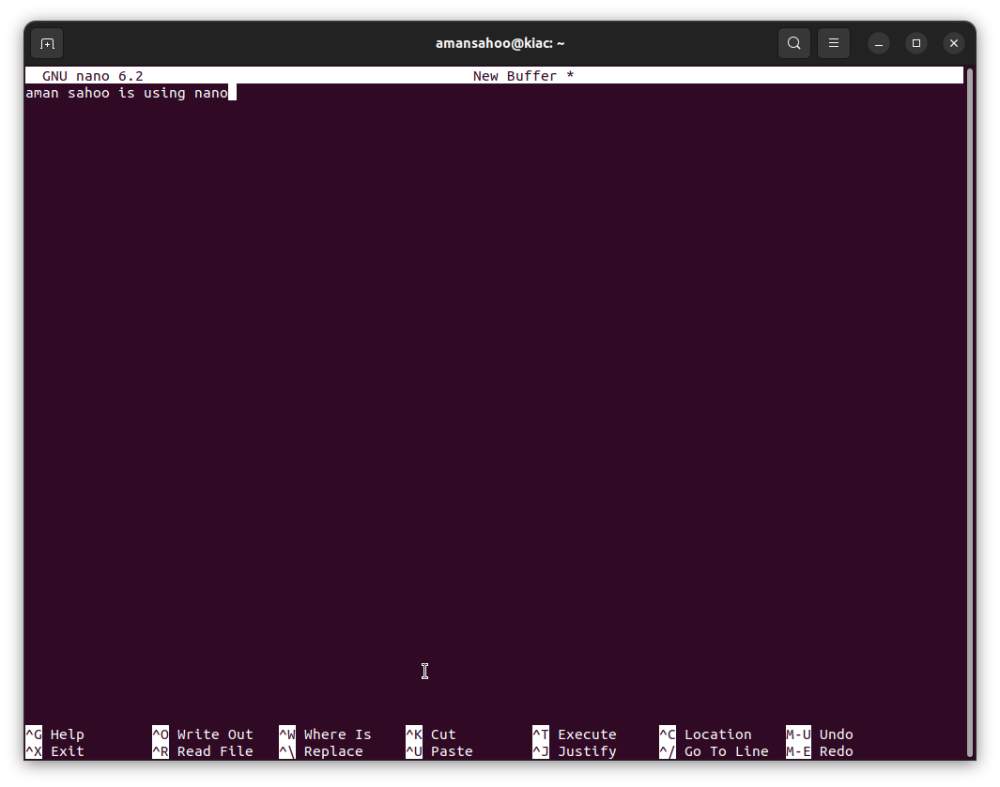 amansahoo@kiac: ~
GNU nano 6.2 New Buffer *
aman sahoo is using nano
^G Help ^O Write Out ^W Where Is ^K Cut ^T Execute ^C Location M-U Undo
^X Exit ^R Read File ^\ Replace ^U Paste ^J Justify ^/ Go To Line M-E Redo